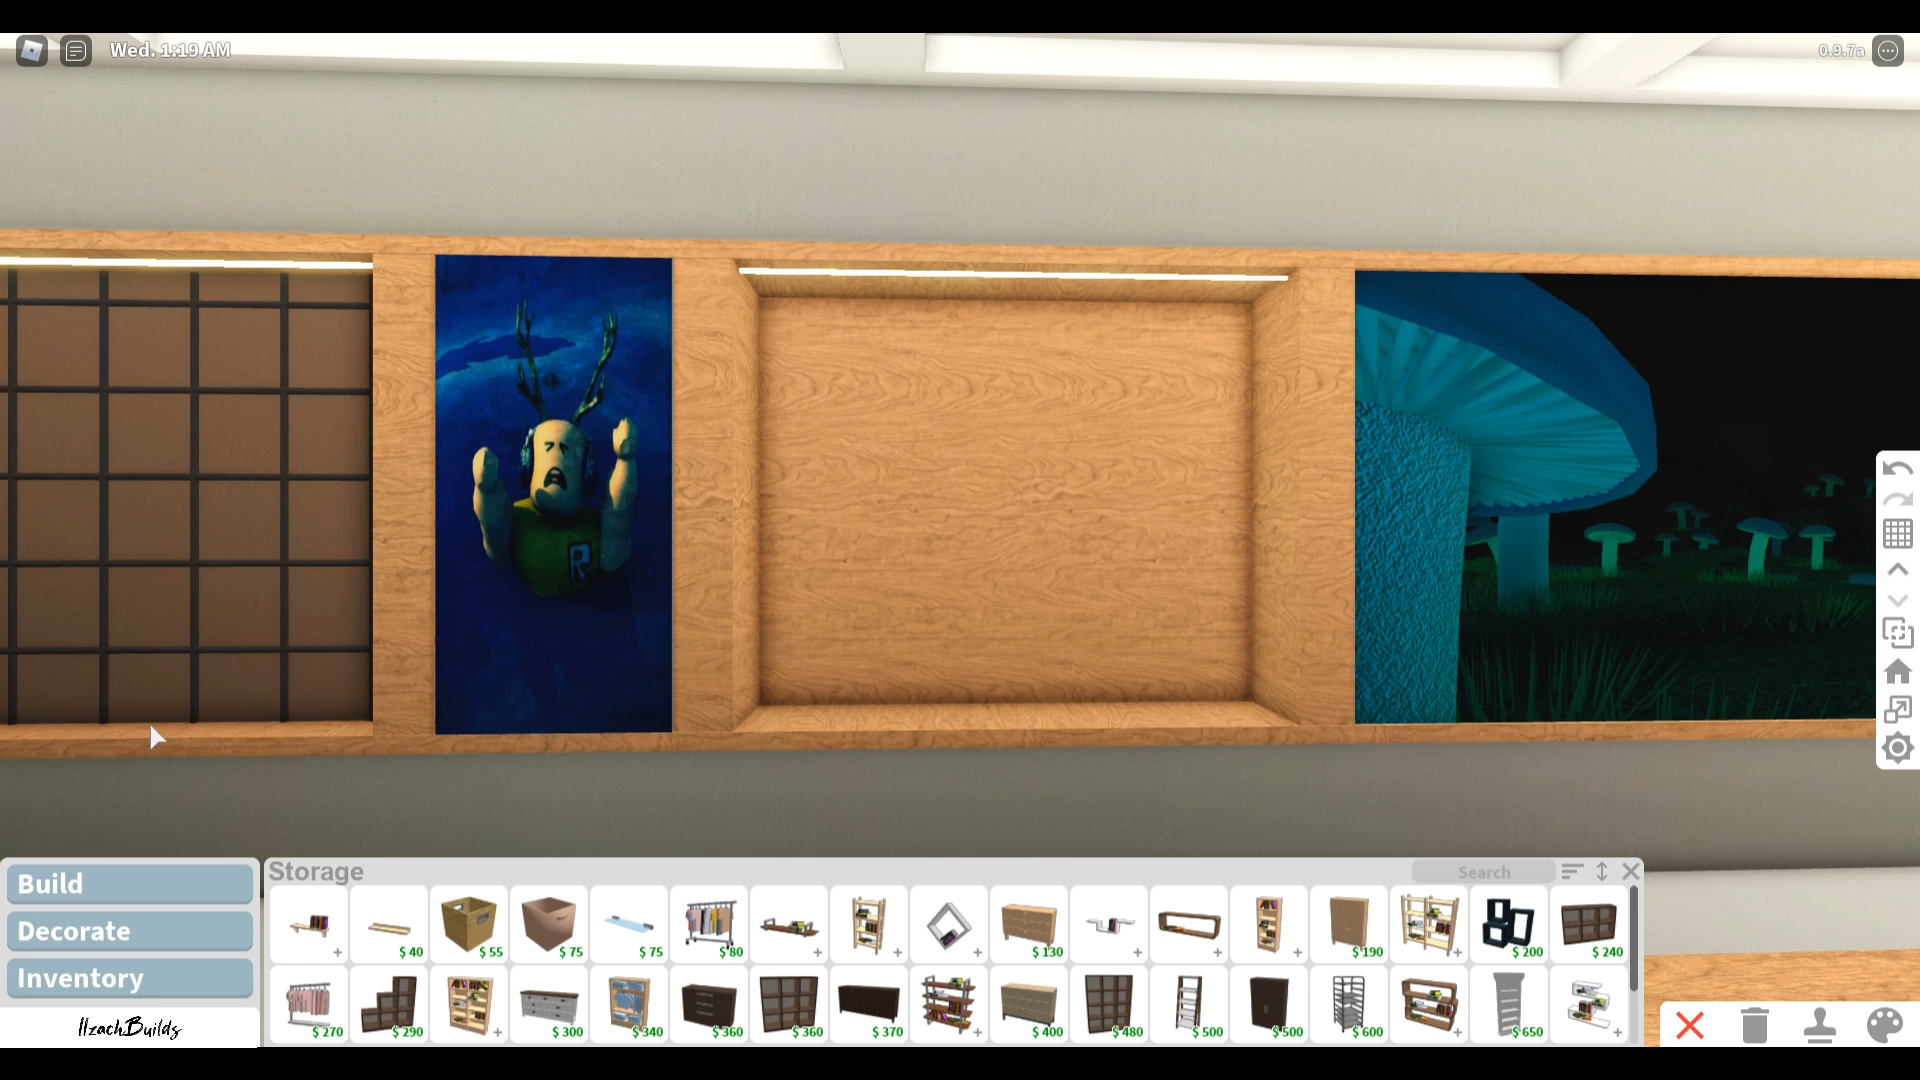 Wed. 1:19 AM
0.9.7a
R
Build
Decorate
Inventory
IIzachBuilds
Storage
Search
$ 40
$ 55
$ 75
$ 75
$ 80
$ 130
$ 190
$ 200
$ 240
$ 270
$ 290
$ 300
$ 340
$ 360
$ 360
$ 370
$ 400
$ 480
$ 500
$ 500
$ 600
$ 650